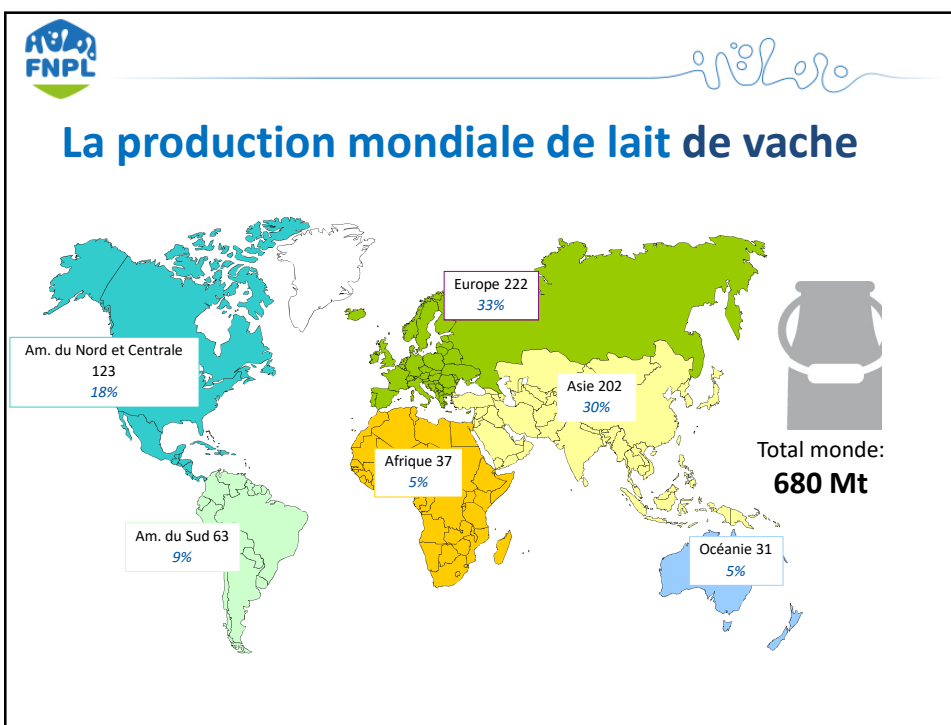 FNPL
La production mondiale de lait de vache
Europe 222
33%
Am. du Nord et Centrale
123
18%
Asie 202
30%
Total monde:
680 Mt
Afrique 37
5%
Am. du Sud 63
9%
Océanie 31
5%